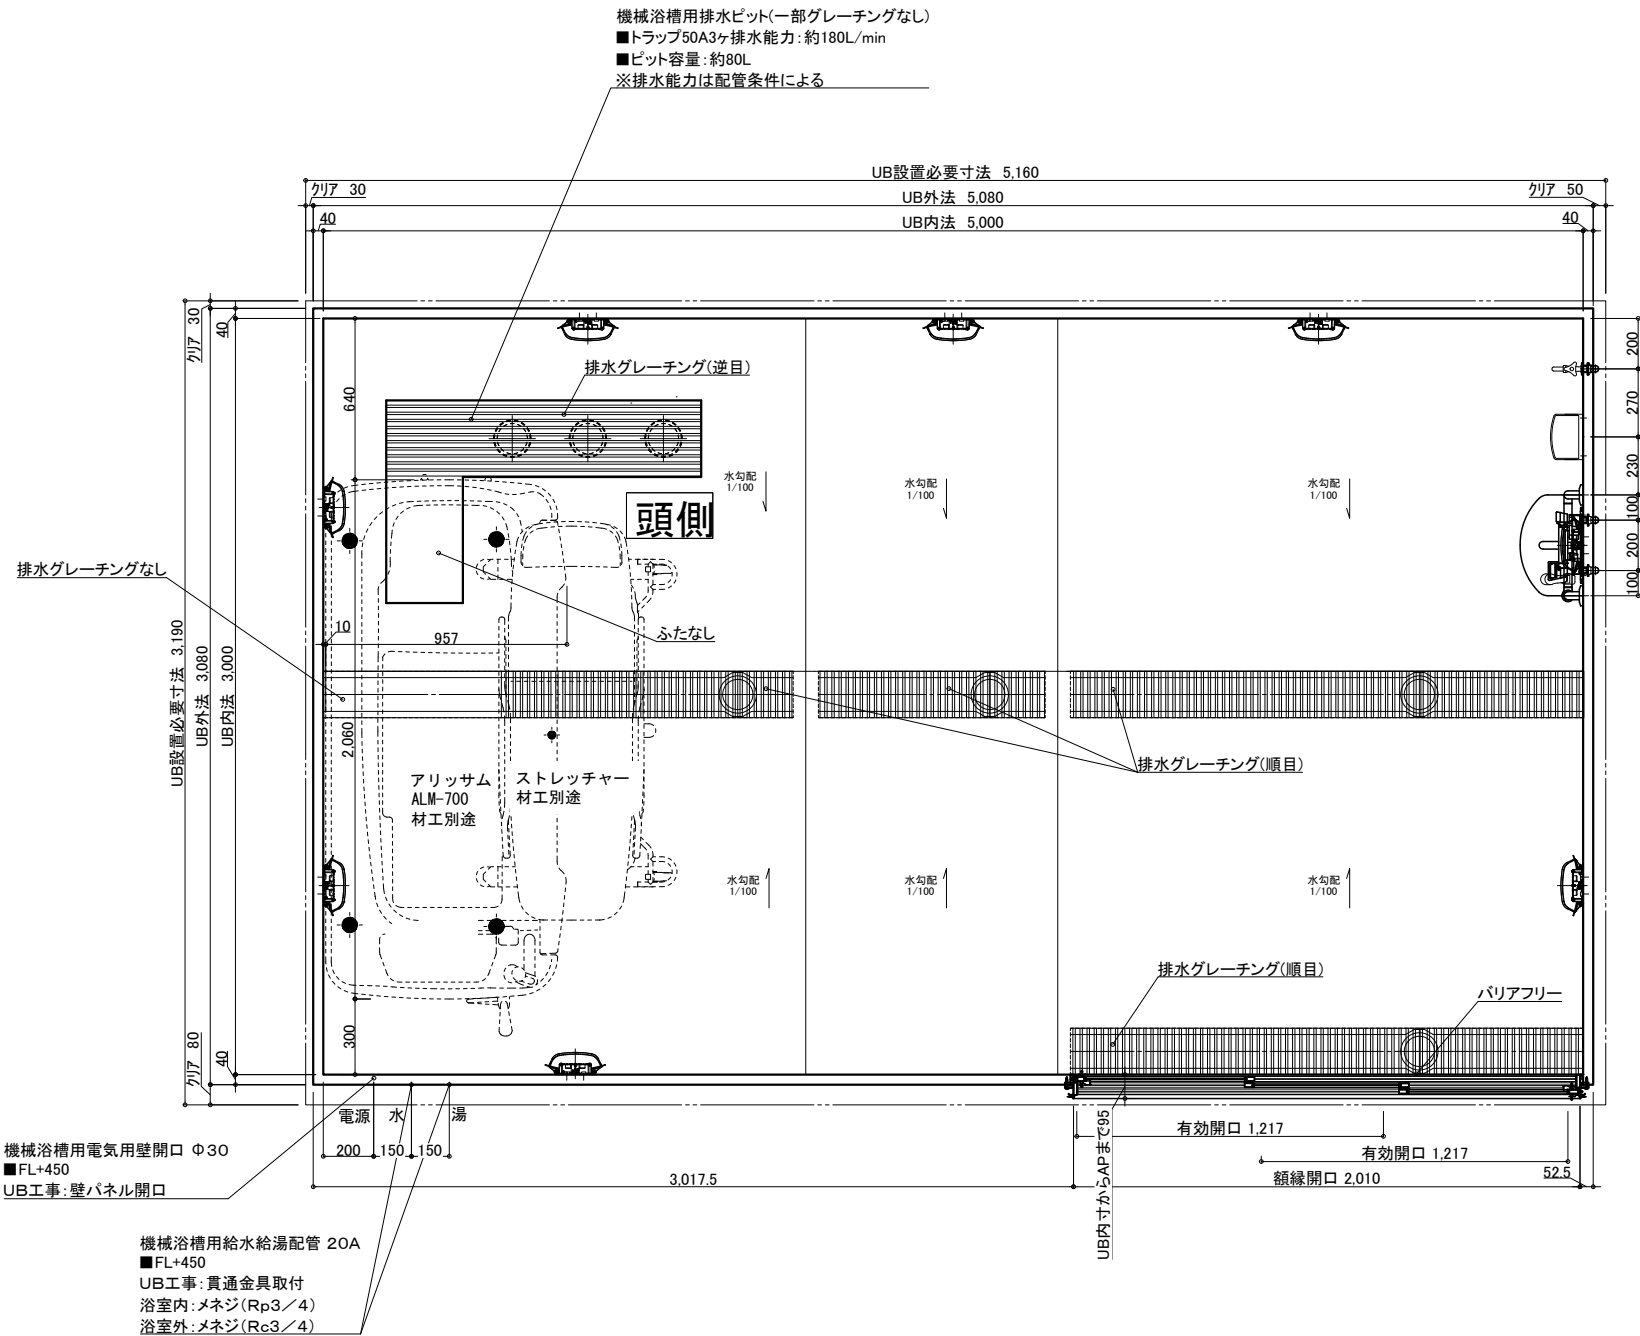 機械浴槽用排水ピット(一部グレーチングなし)
■トラップ50A3ヶ排水能力:約180L/min
■ピット容量:約80L
※排水能力は配管条件による
UB設置必要寸法 5,160
クリア 30
UB外法 5,080
クリア 50
40
UB内法 5,000
40
クリア 30
40
640
排水グレーチング(逆目)
200
270
230
100
200
100
水勾配
1/100
水勾配
1/100
水勾配
1/100
頭側
排水グレーチングなし
ふたなし
10
957
UB設置必要寸法 3,190
UB外法 3,080
UB内法 3,000
2,060
アリッサム
ALM-700
材工別途
ストレッチャー
材工別途
排水グレーチング(順目)
水勾配
1/100
水勾配
1/100
水勾配
1/100
排水グレーチング(順目)
バリアフリー
300
クリア 80
40
電源
水
湯
200
150
150
機械浴槽用電気用壁開口 Φ30
■FL+450
UB工事:壁パネル開口
3,017.5
UB内寸からAPまで95
有効開口 1,217
有効開口 1,217
額縁開口 2,010
52.5
機械浴槽用給水給湯配管 20A
■FL+450
UB工事:貫通金具取付
浴室内:メネジ(Rp3/4)
浴室外:メネジ(Rc3/4)